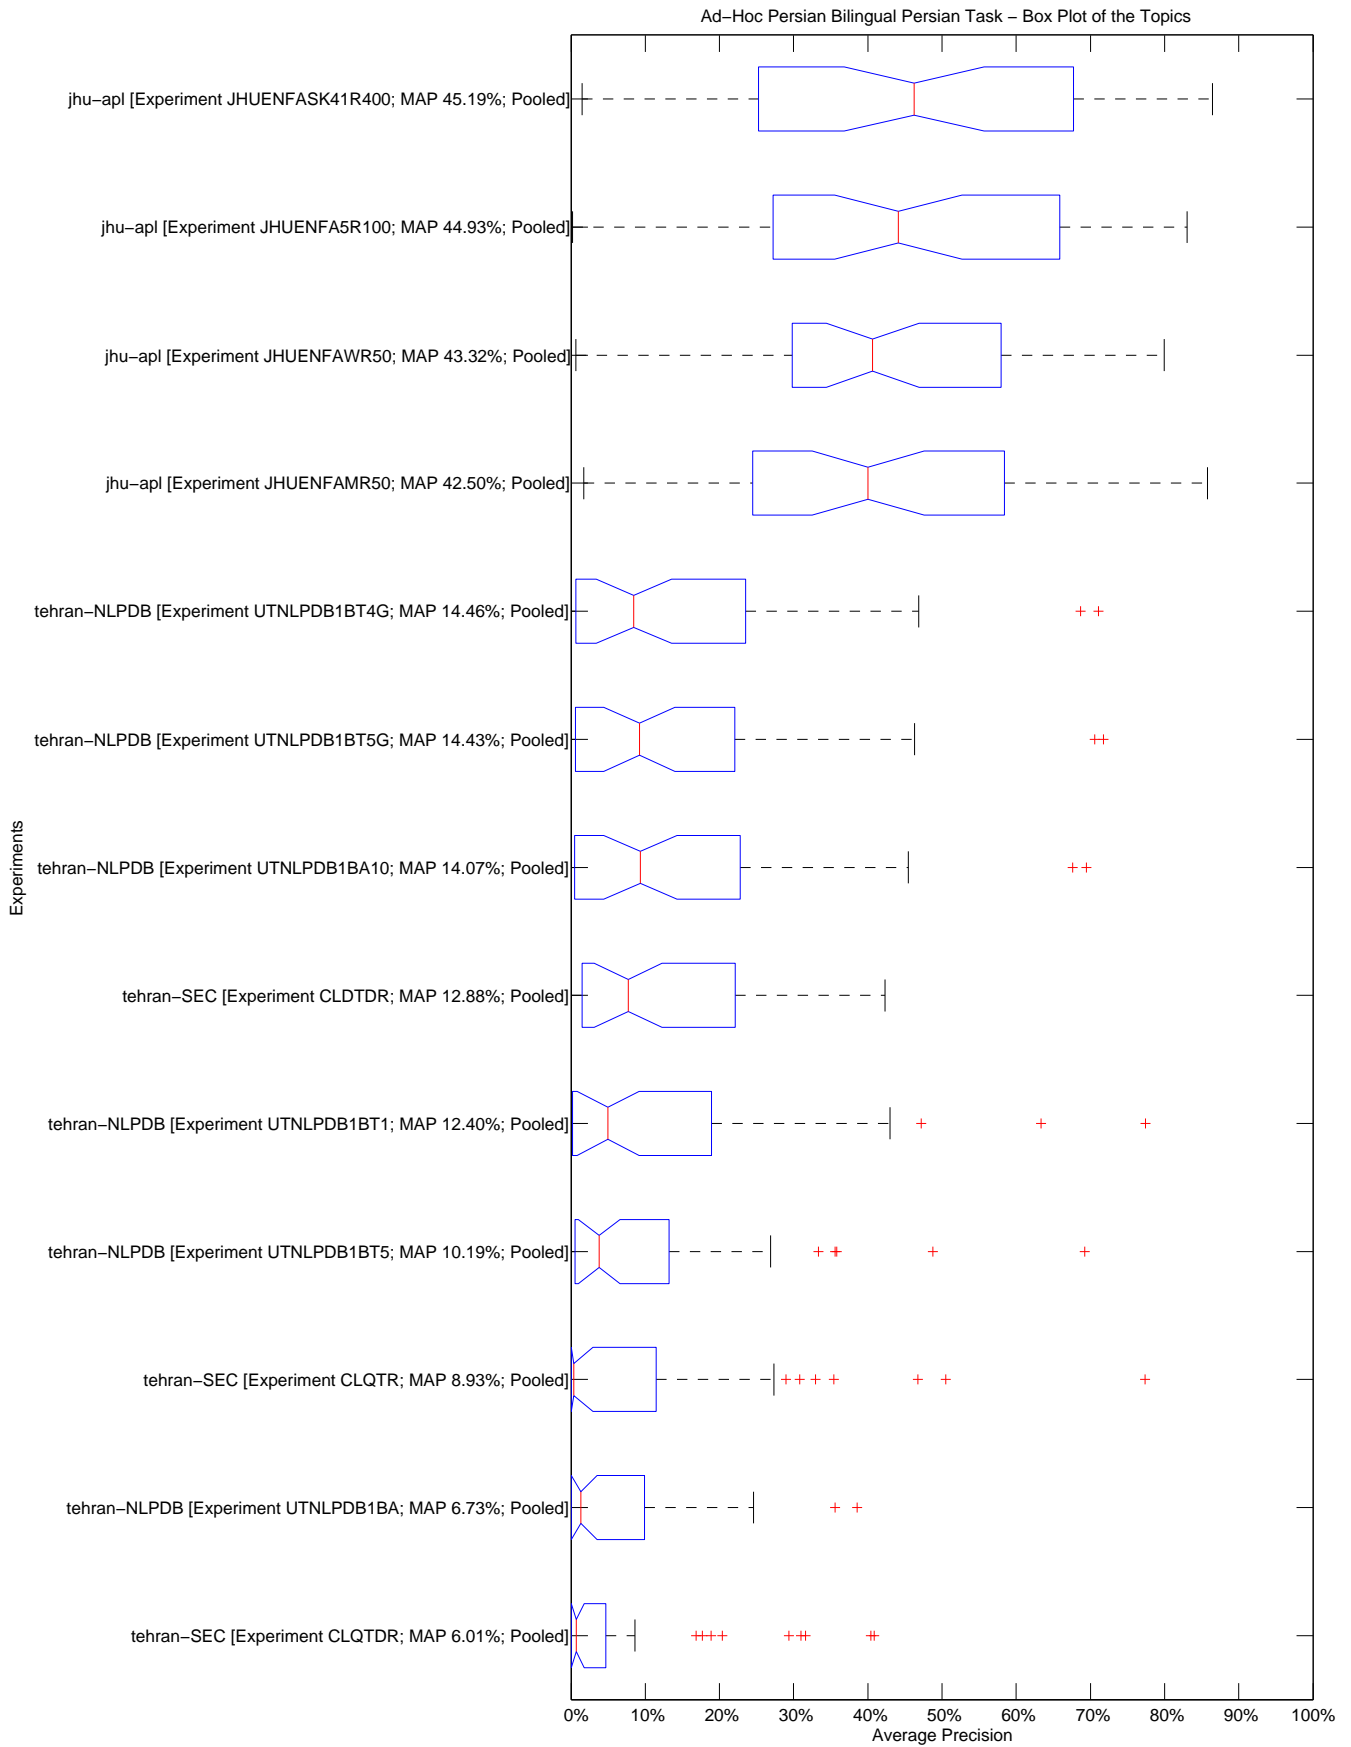 Ad−Hoc Persian Bilingual Persian Task − Box Plot of the Topics
jhu−apl [Experiment JHUENFASK41R400; MAP 45.19%; Pooled]
jhu−apl [Experiment JHUENFA5R100; MAP 44.93%; Pooled]
jhu−apl [Experiment JHUENFAWR50; MAP 43.32%; Pooled]
jhu−apl [Experiment JHUENFAMR50; MAP 42.50%; Pooled]
tehran−NLPDB [Experiment UTNLPDB1BT4G; MAP 14.46%; Pooled]
tehran−NLPDB [Experiment UTNLPDB1BT5G; MAP 14.43%; Pooled]
tehran−NLPDB [Experiment UTNLPDB1BA10; MAP 14.07%; Pooled]
tehran−SEC [Experiment CLDTDR; MAP 12.88%; Pooled]
tehran−NLPDB [Experiment UTNLPDB1BT1; MAP 12.40%; Pooled]
tehran−NLPDB [Experiment UTNLPDB1BT5; MAP 10.19%; Pooled]
tehran−SEC [Experiment CLQTR; MAP 8.93%; Pooled]
tehran−NLPDB [Experiment UTNLPDB1BA; MAP 6.73%; Pooled]
tehran−SEC [Experiment CLQTDR; MAP 6.01%; Pooled]
Experiments
0% 10% 20% 30% 40% 50% 60% 70% 80% 90% 100%
Average Precision